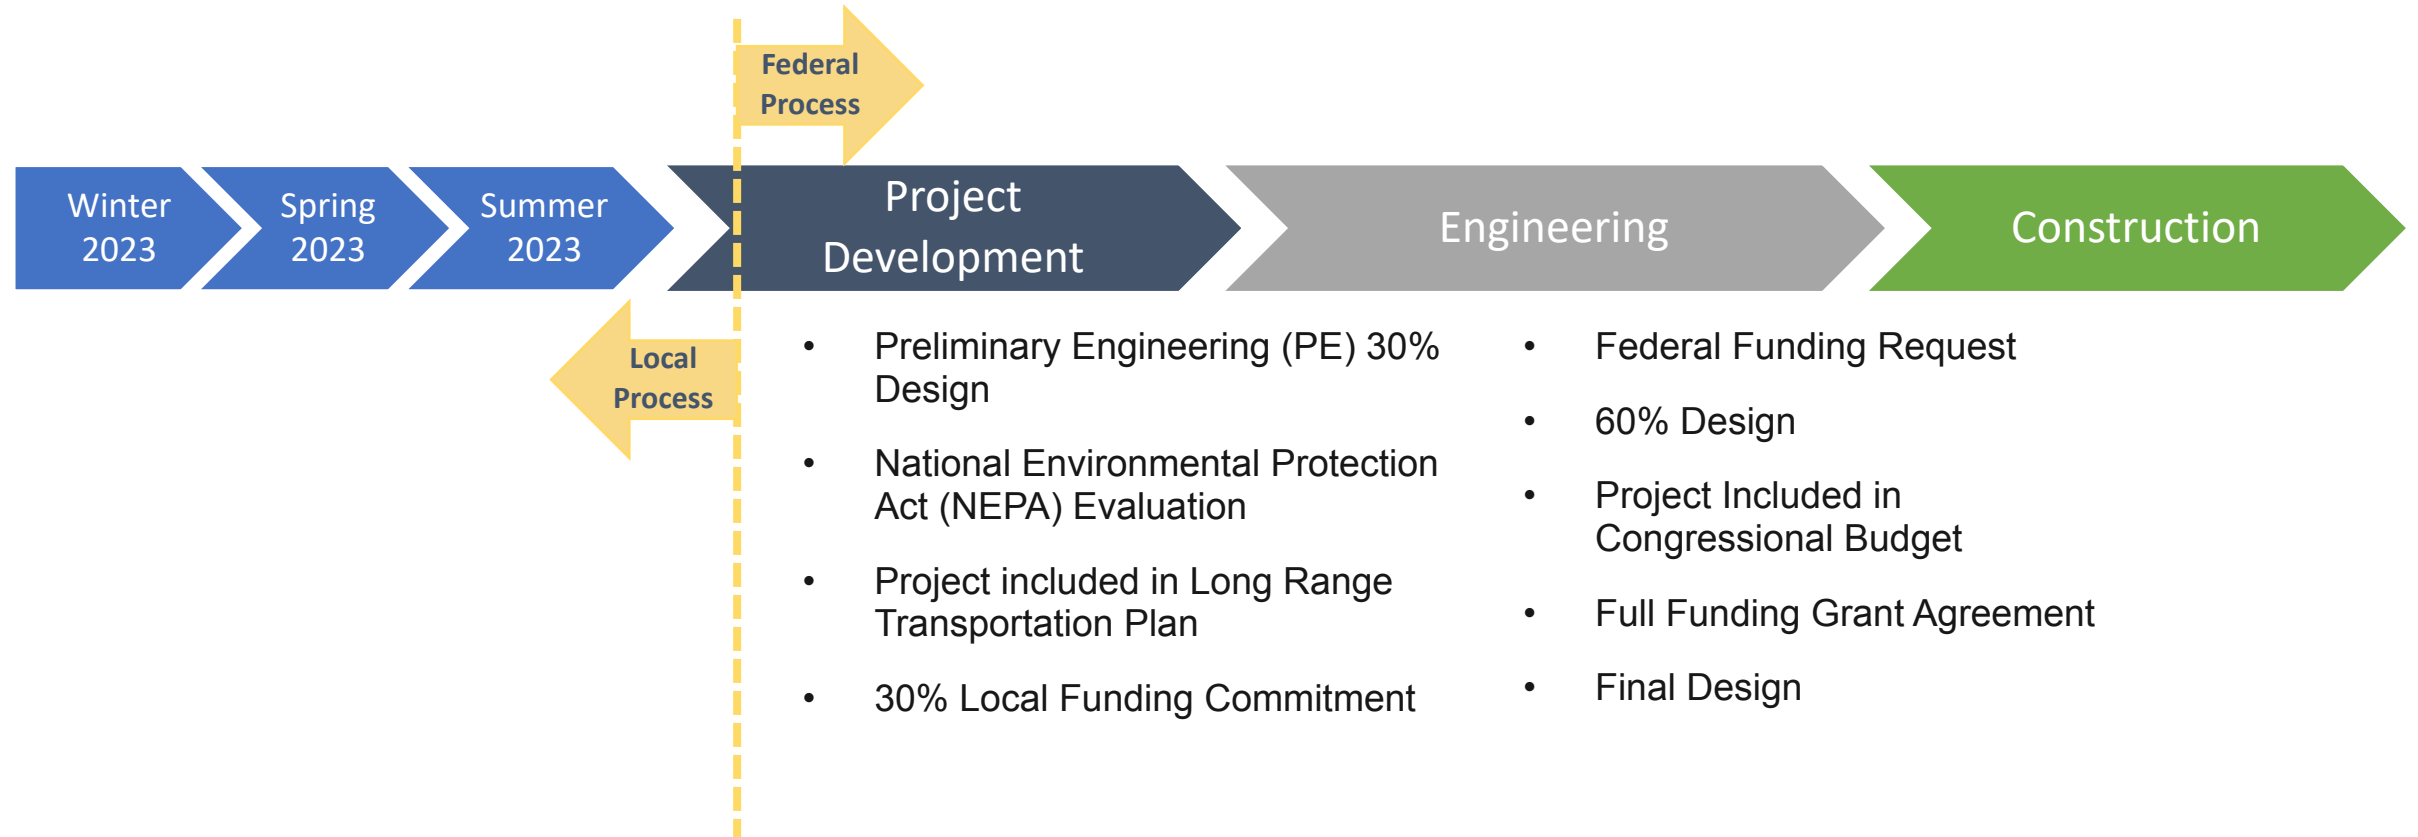 Federal
Process
Winter
2023
Spring
2023
Summer
2023
Project
Development
Engineering
Construction
Local
Process
• Preliminary Engineering (PE) 30%
Design
• National Environmental Protection
Act (NEPA) Evaluation
• Project included in Long Range
Transportation Plan
• 30% Local Funding Commitment
• Federal Funding Request
• 60% Design
• Project Included in
Congressional Budget
• Full Funding Grant Agreement
• Final Design